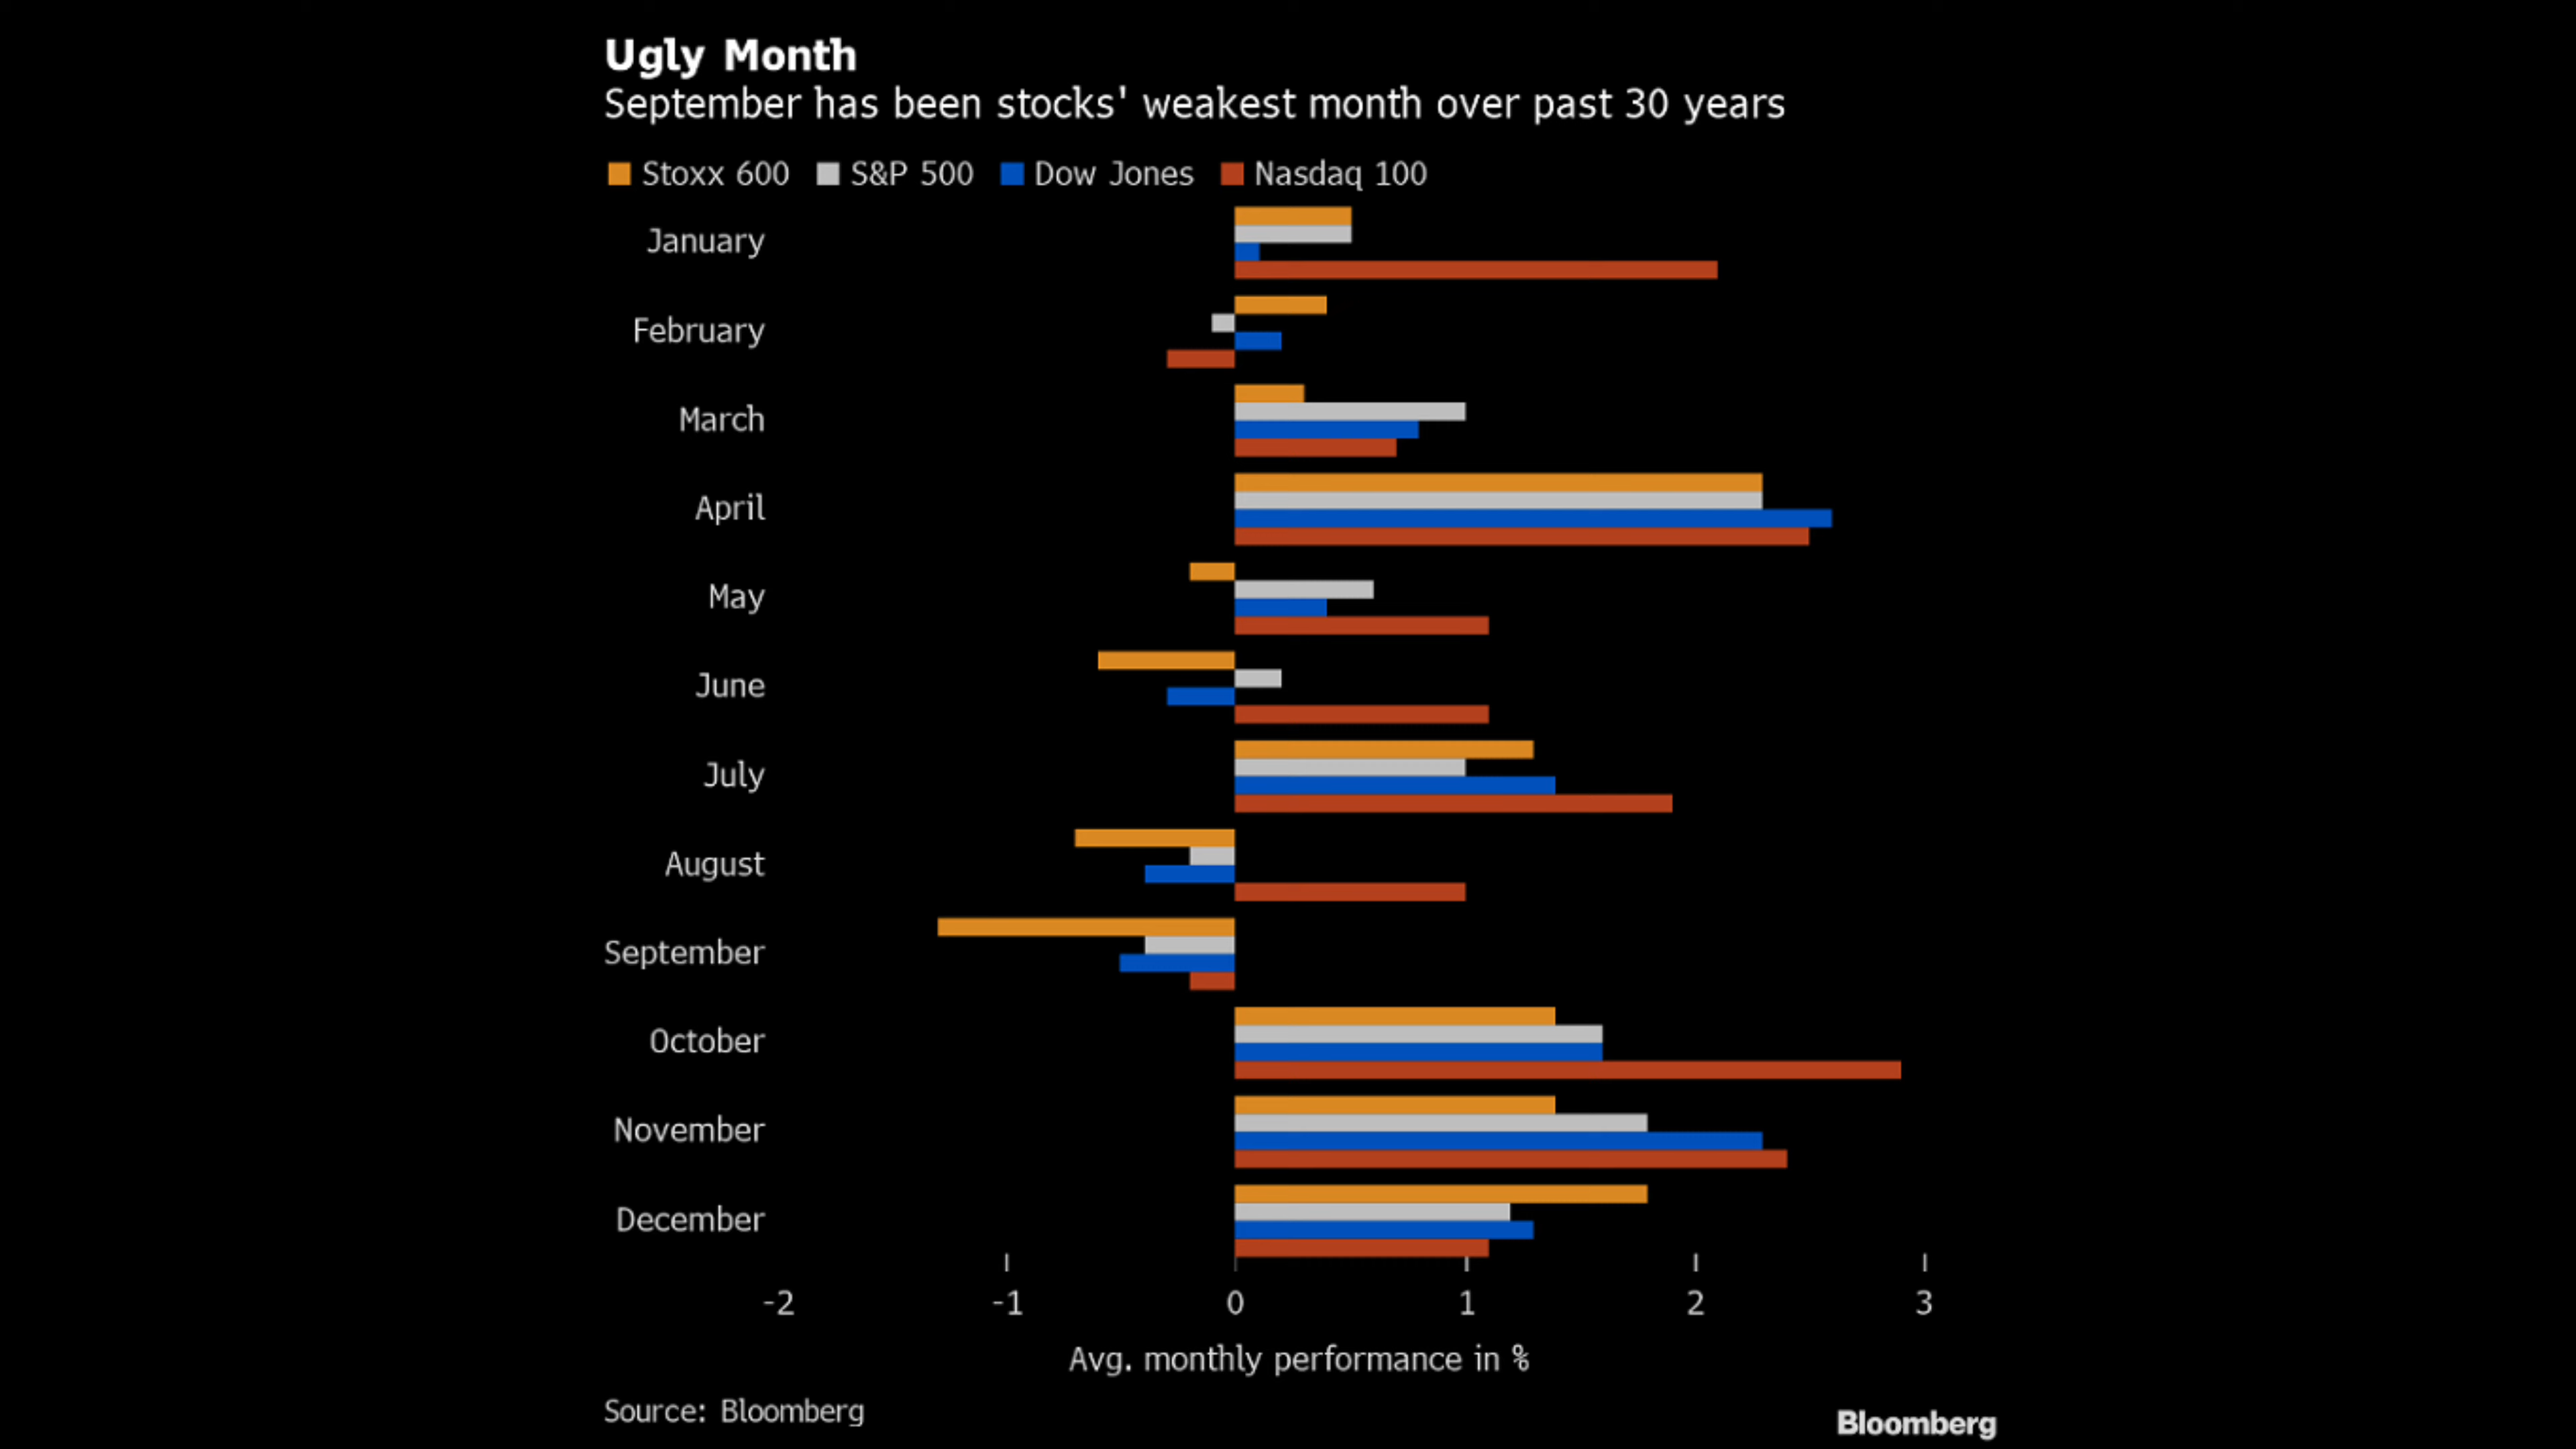 Ugly Month
September has been stocks' weakest month over past 30 years
Stoxx 600 S&P 500 Dow Jones Nasdaq 100
January
February
March
April
May
June
July
August
September
October
November
December
-2 -1 0 1 2 3
Avg. monthly performance in %
Source: Bloomberg
Bloomberg